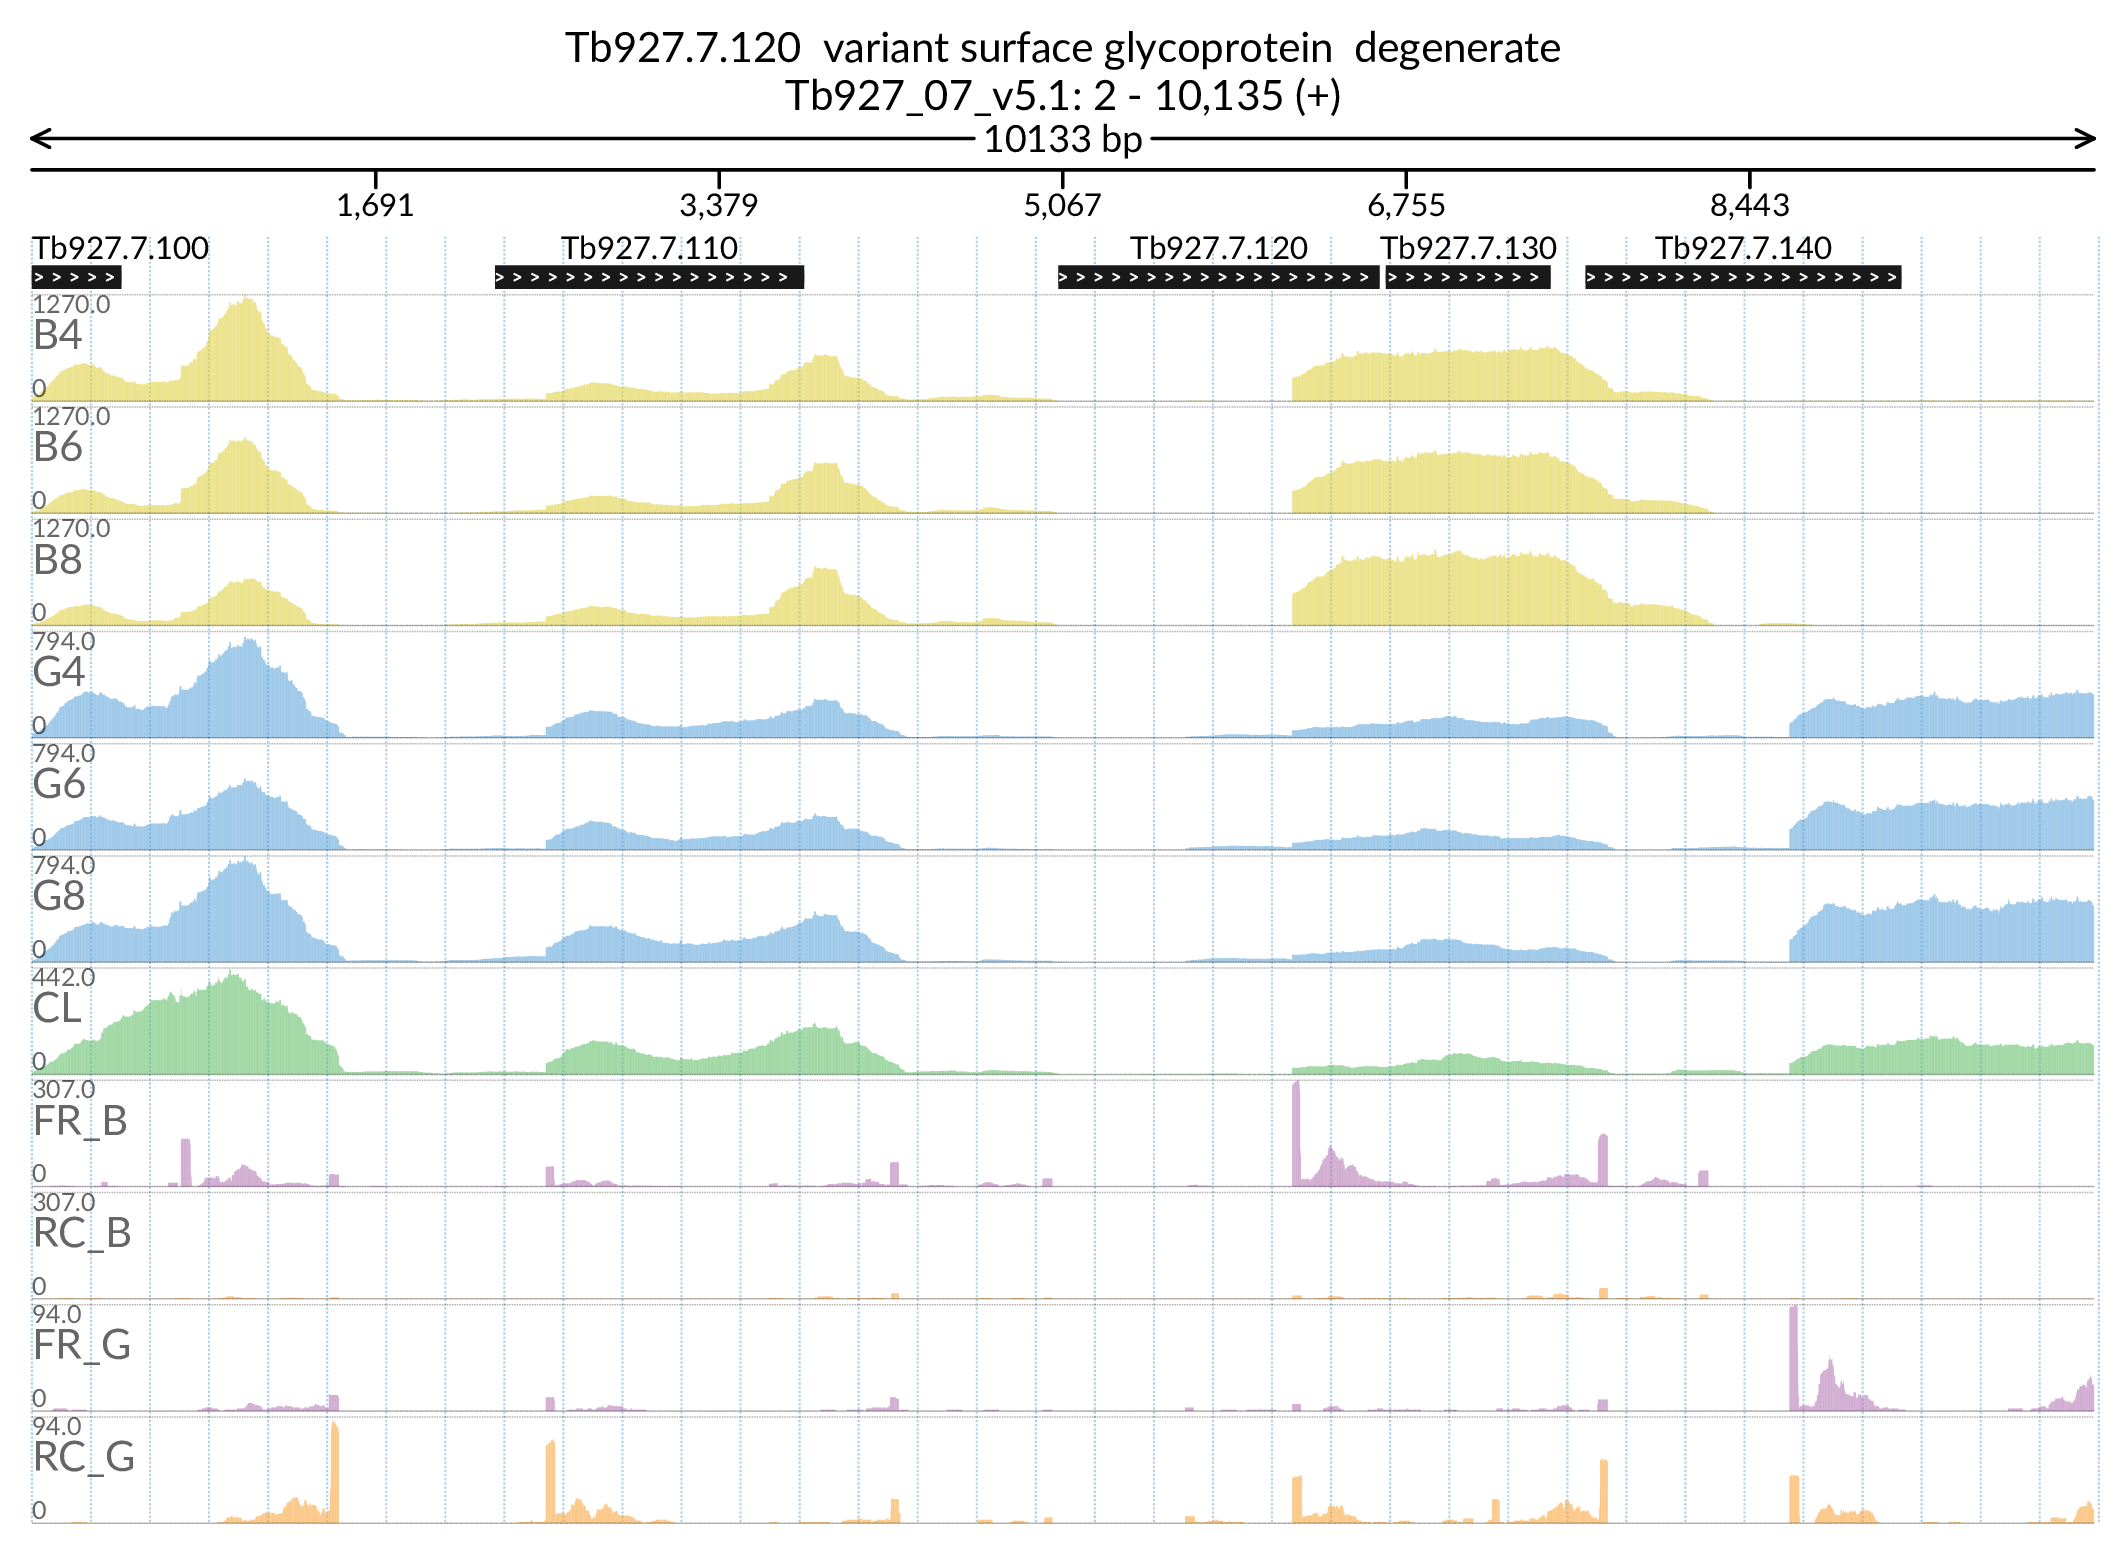 Tb927.7.120  variant surface glycoprotein  degenerate
Tb927_07_v5.1: 2 - 10,135 (+)
10133 bp
1,691 3,379 5,067 6,755 8,443
Tb927.7.100 Tb927.7.110 Tb927.7.120 Tb927.7.130 Tb927.7.140
1270.0
B4
0
1270.0
B6
0
1270.0
B8
0
794.0
G4
0
794.0
G6
0
794.0
G8
0
442.0
CL
0
307.0
FR_B
0
307.0
RC_B
0
94.0
FR_G
0
94.0
RC_G
0